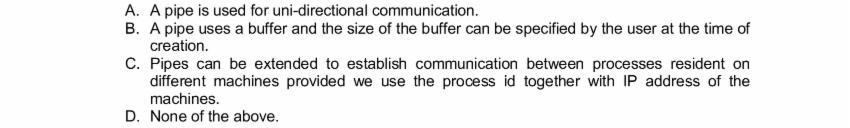 A. A pipe is used for uni-directional communication.
B. A pipe uses a buffer and the size of the buffer can be specified by the user at the time of
creation.
C. Pipes can be extended to establish communication between processes resident on
different machines provided we use the process id together with IP address of the
machines.
D. None of the above.